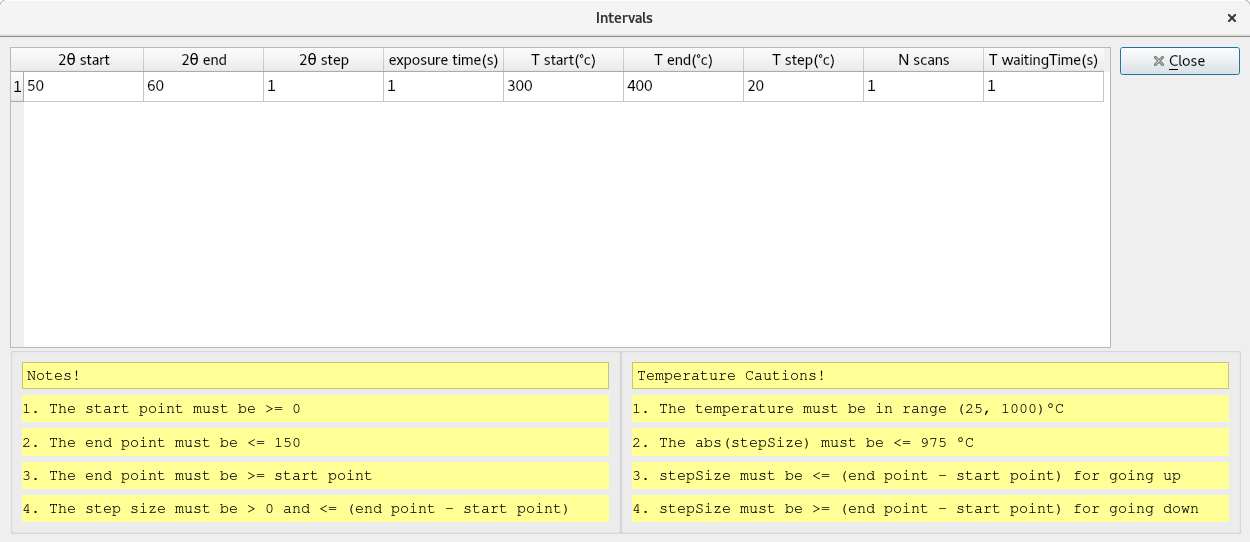 Intervals
2θ start 2θ end 2θ step exposure time(s) T start(°c) T end(°c) T step(°c) N scans T waitingTime(s)
Close
1 50 60 1 1 300 400 20 1 1
Notes!
1. The start point must be >= 0
2. The end point must be <= 150
3. The end point must be >= start point
4. The step size must be > 0 and <= (end point - start point)
Temperature Cautions!
1. The temperature must be in range (25, 1000)°C
2. The abs(stepSize) must be <= 975 °C
3. stepSize must be <= (end point - start point) for going up
4. stepSize must be >= (end point - start point) for going down